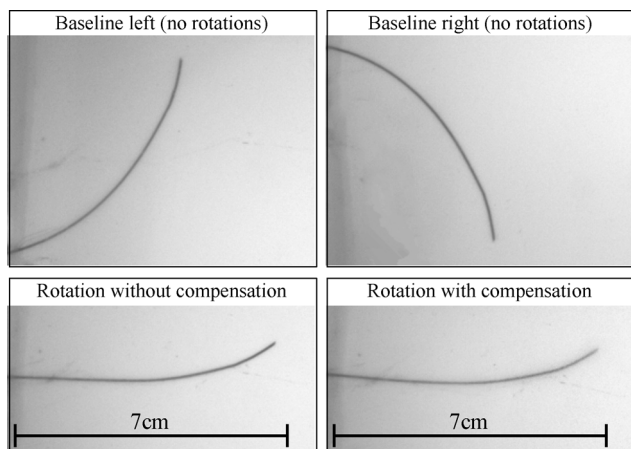 Baseline left (no rotations)
Baseline right (no rotations)
Rotation without compensation
Rotation with compensation
7cm
7cm